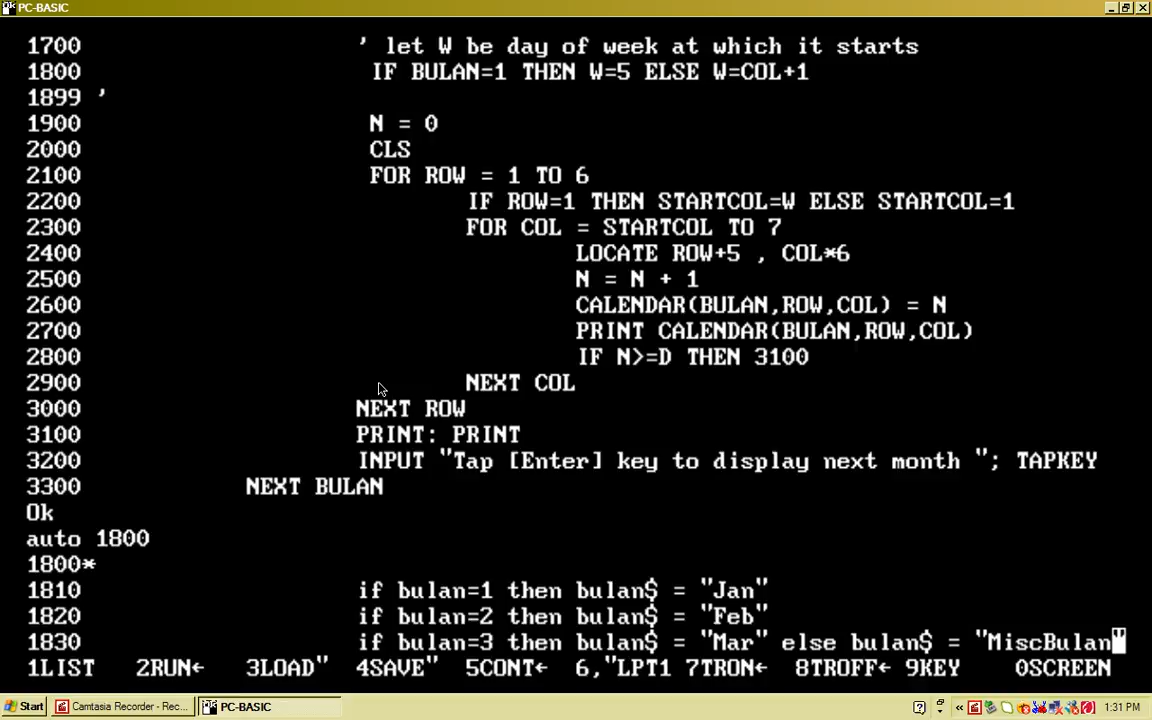 PC-BASIC
1700 ' let W be day of week at which it starts
1800 IF BULAN=1 THEN W=5 ELSE W=COL+1
1899 '
1900 N = 0
2000 CLS
2100 FOR ROW = 1 TO 6
2200 IF ROW=1 THEN STARTCOL=W ELSE STARTCOL=1
2300 FOR COL = STARTCOL TO 7
2400 LOCATE ROW+5 , COL*6
2500 N = N + 1
2600 CALENDAR(BULAN,ROW,COL) = N
2700 PRINT CALENDAR(BULAN,ROW,COL)
2800 IF N>=D THEN 3100
2900 NEXT COL
3000 NEXT ROW
3100 PRINT: PRINT
3200 INPUT "Tap [Enter] key to display next month "; TAPKEY
3300 NEXT BULAN
Ok
auto 1800
1800*
1810 if bulan=1 then bulan$ = "Jan"
1820 if bulan=2 then bulan$ = "Feb"
1830 if bulan=3 then bulan$ = "Mar" else bulan$ = "MiscBulan"
1LIST 2RUN← 3LOAD" 4SAVE" 5CONT← 6,"LPT1 7TRON← 8TROFF← 9KEY 0SCREEN
Start Camtasia Recorder - Rec... PC-BASIC « 1:31 PM